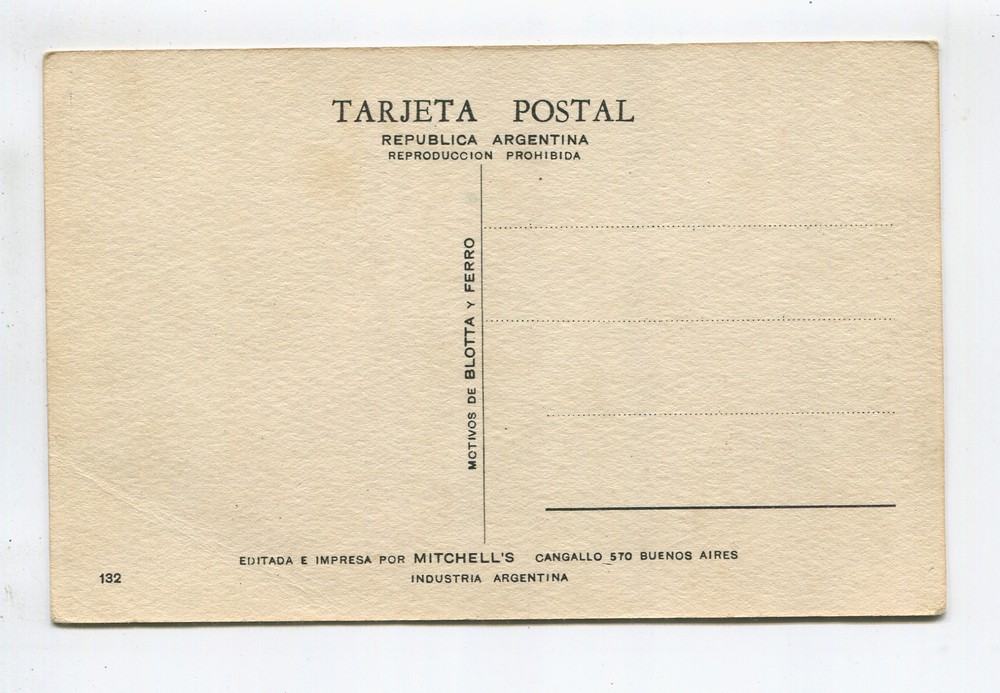 TARJETA POSTAL
REPUBLICA ARGENTINA
REPRODUCCION PROHIBIDA
MOTIVOS DE BLOTTA Y FERRO
EDITADA E IMPRESA POR MITCHELL'S CANGALLO 570 BUENOS AIRES
132
INDUSTRIA ARGENTINA